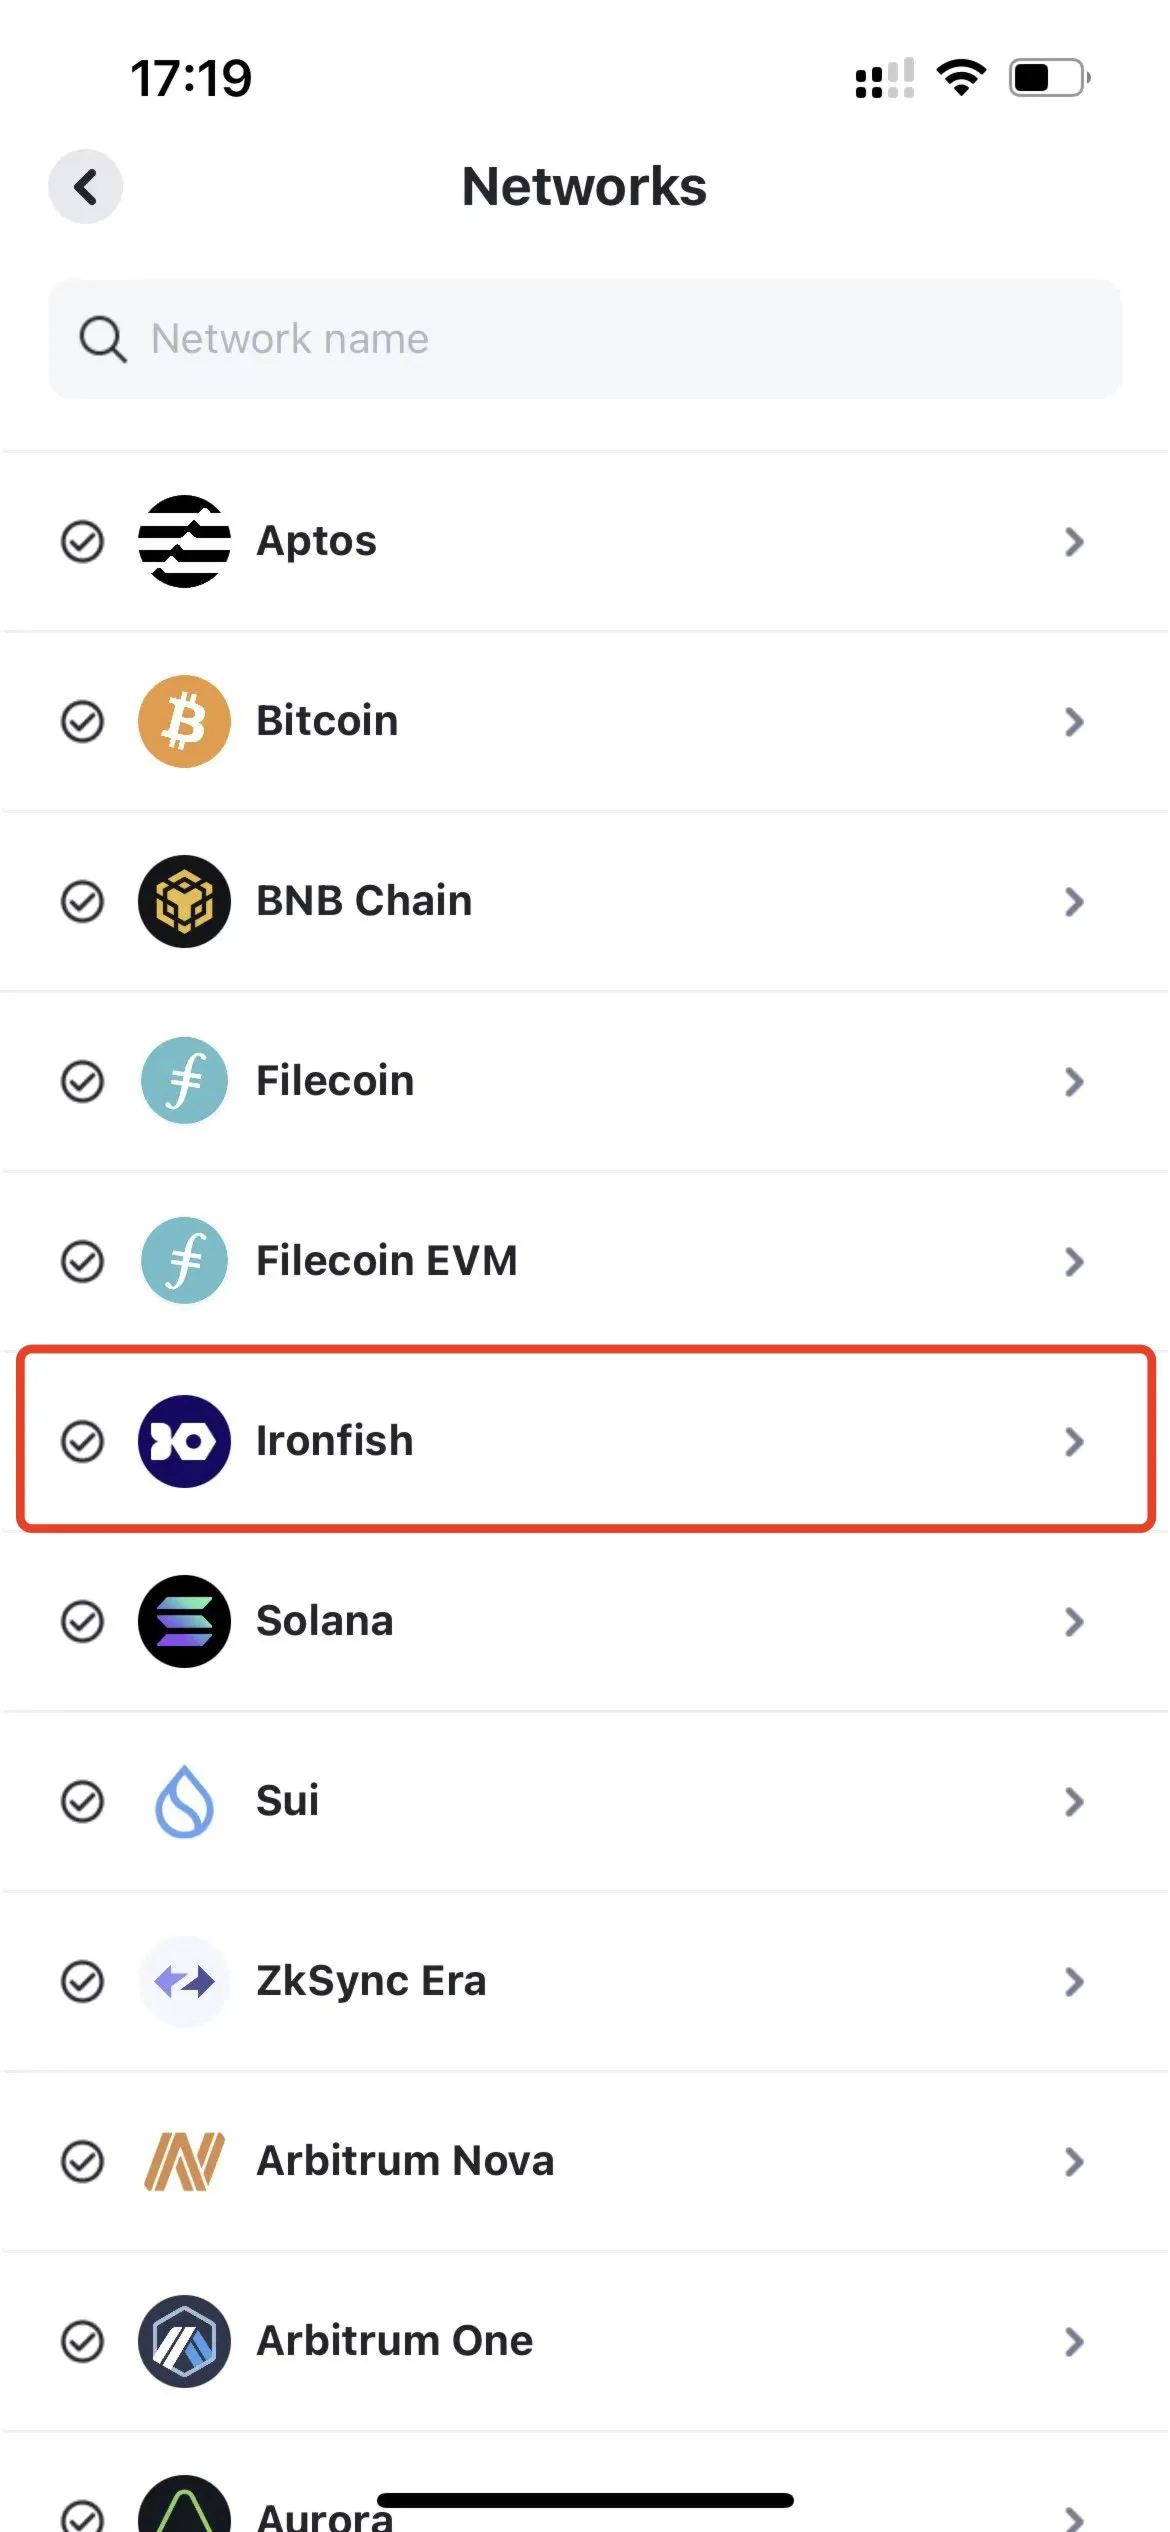 17:19
Networks
Network name
Aptos
Bitcoin
BNB Chain
Filecoin
Filecoin EVM
Ironfish
Solana
Sui
ZkSync Era
Arbitrum Nova
Arbitrum One
Aurora